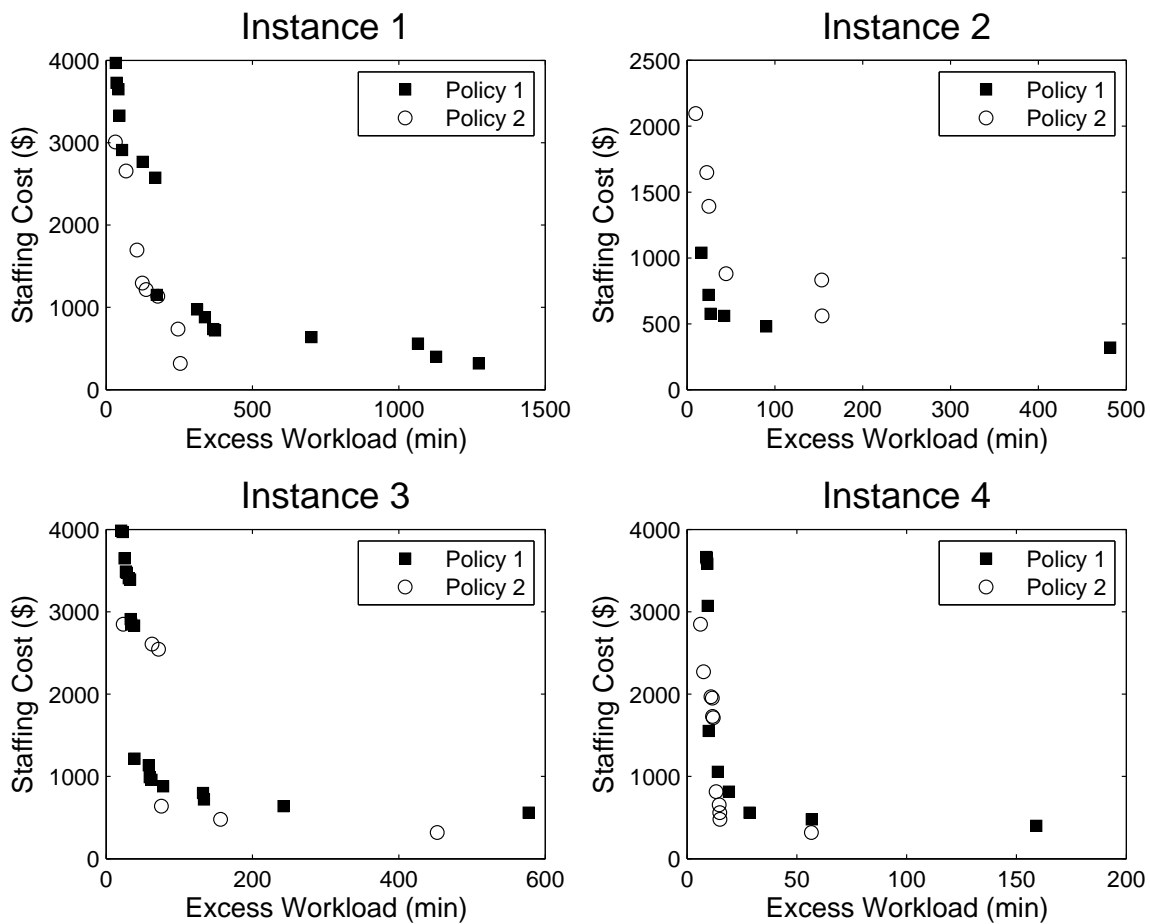 Instance 1
4000
3000
2000
1000
0
0 500 1000 1500
Staffing Cost ($)
Excess Workload (min)
Policy 1
Policy 2
Instance 2
2500
2000
1500
1000
500
0
0 100 200 300 400 500
Staffing Cost ($)
Excess Workload (min)
Policy 1
Policy 2
Instance 3
4000
3000
2000
1000
0
0 200 400 600
Staffing Cost ($)
Excess Workload (min)
Policy 1
Policy 2
Instance 4
4000
3000
2000
1000
0
0 50 100 150 200
Staffing Cost ($)
Excess Workload (min)
Policy 1
Policy 2